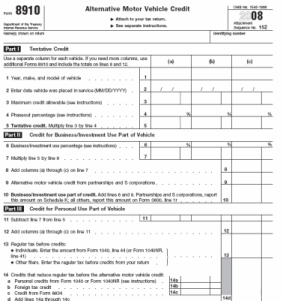 Form 8910
Department of the Treasury
Internal Revenue Service
Alternative Motor Vehicle Credit
▶ Attach to your tax return.
▶ See separate instructions.
OMB No. 1545-1998
2008
Attachment
Sequence No. 152
Name(s) shown on return
Identifying number
Part I Tentative Credit
Use a separate column for each vehicle. If you need more columns, use
additional Forms 8910 and include the totals on lines 8 and 12.
(a) (b) (c)
1 Year, make, and model of vehicle 1
2 Enter date vehicle was placed in service (MM/DD/YYYY) 2 / / / / / /
3 Maximum credit allowable (see instructions) 3
4 Phaseout percentage (see instructions) 4 % % %
5 Tentative credit. Multiply line 3 by line 4 5
Part II Credit for Business/Investment Use Part of Vehicle
6 Business/investment use percentage (see instructions) 6 % % %
7 Multiply line 5 by line 6 7
8 Add columns (a) through (c) on line 7 8
9 Alternative motor vehicle credit from partnerships and S corporations 9
10 Business/investment use part of credit. Add lines 8 and 9. Partnerships and S corporations, report
this amount on Schedule K; all others, report this amount on Form 3800, line 1r 10
Part III Credit for Personal Use Part of Vehicle
11 Subtract line 7 from line 5 11
12 Add columns (a) through (c) on line 11 12
13 Regular tax before credits:
• Individuals. Enter the amount from Form 1040, line 44 (or Form 1040NR,
line 41)
• Other filers. Enter the regular tax before credits from your return
14 Credits that reduce regular tax before the alternative motor vehicle credit:
a Personal credits from Form 1040 or Form 1040NR (see instructions) 14a
b Foreign tax credit 14b
c Credit from Form 8834 14c
d Add lines 14a through 14c 14d